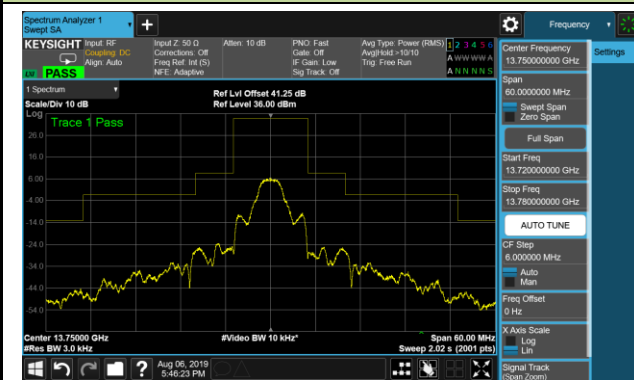 Spectrum Analyzer 1
Swept SA
+
Frequency
KEYSIGHT
Input: RF
Coupling: DC
Align: Auto
Input Z: 50 Ω
Corrections: Off
Freq Ref: Int (S)
NFE: Adaptive
Atten: 10 dB
PNO: Fast
Gate: Off
IF Gain: Low
Sig Track: Off
Avg Type: Power (RMS)
Avg|Hold:>10/10
Trig: Free Run
1 2 3 4 5 6
A W W W W A
A N N N N S
PASS
1 Spectrum
Scale/Div 10 dB
Ref Lvl Offset 41.25 dB
Ref Level 36.00 dBm
Log
Trace 1 Pass
26.0
16.0
6.00
-4.00
-14.0
-24.0
-34.0
-44.0
-54.0
Center 13.75000 GHz
#Res BW 3.0 kHz
#Video BW 10 kHz*
Span 60.00 MHz
Sweep 2.02 s (2001 pts)
Center Frequency
13.750000000 GHz
Settings
Span
60.0000000 MHz
Swept Span
Zero Span
Full Span
Start Freq
13.720000000 GHz
Stop Freq
13.780000000 GHz
AUTO TUNE
CF Step
6.000000 MHz
Auto
Man
Freq Offset
0 Hz
X Axis Scale
Log
Lin
Signal Track
(Span Zoom)
?
Aug 06, 2019
5:46:23 PM